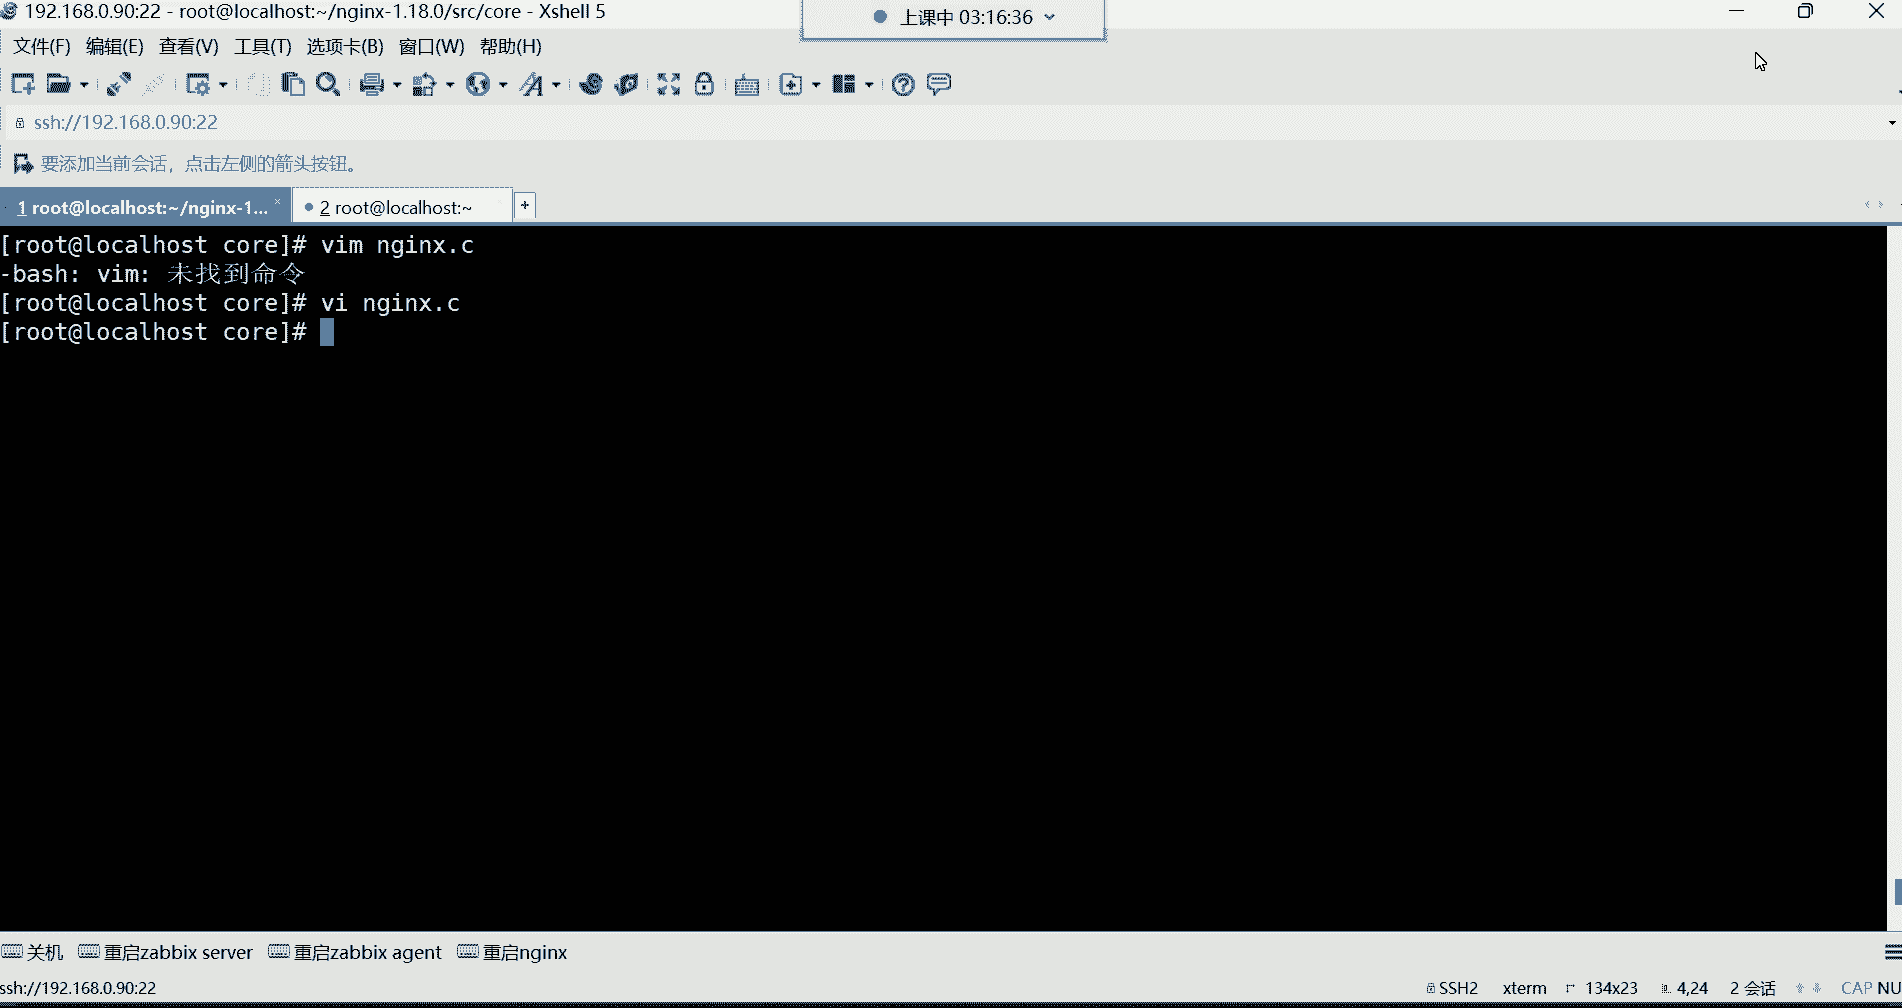 192.168.0.90:22 - root@localhost:~/nginx-1.18.0/src/core - Xshell 5
上课中 03:16:36
文件(F) 编辑(E) 查看(V) 工具(T) 选项卡(B) 窗口(W) 帮助(H)
ssh://192.168.0.90:22
要添加当前会话，点击左侧的箭头按钮。
1 root@localhost:~/nginx-1... 2 root@localhost:~
[root@localhost core]# vim nginx.c
-bash: vim: 未找到命令
[root@localhost core]# vi nginx.c
[root@localhost core]#
关机 重启zabbix server 重启zabbix agent 重启nginx
ssh://192.168.0.90:22 SSH2 xterm 134x23 4,24 2 会话 CAP NU